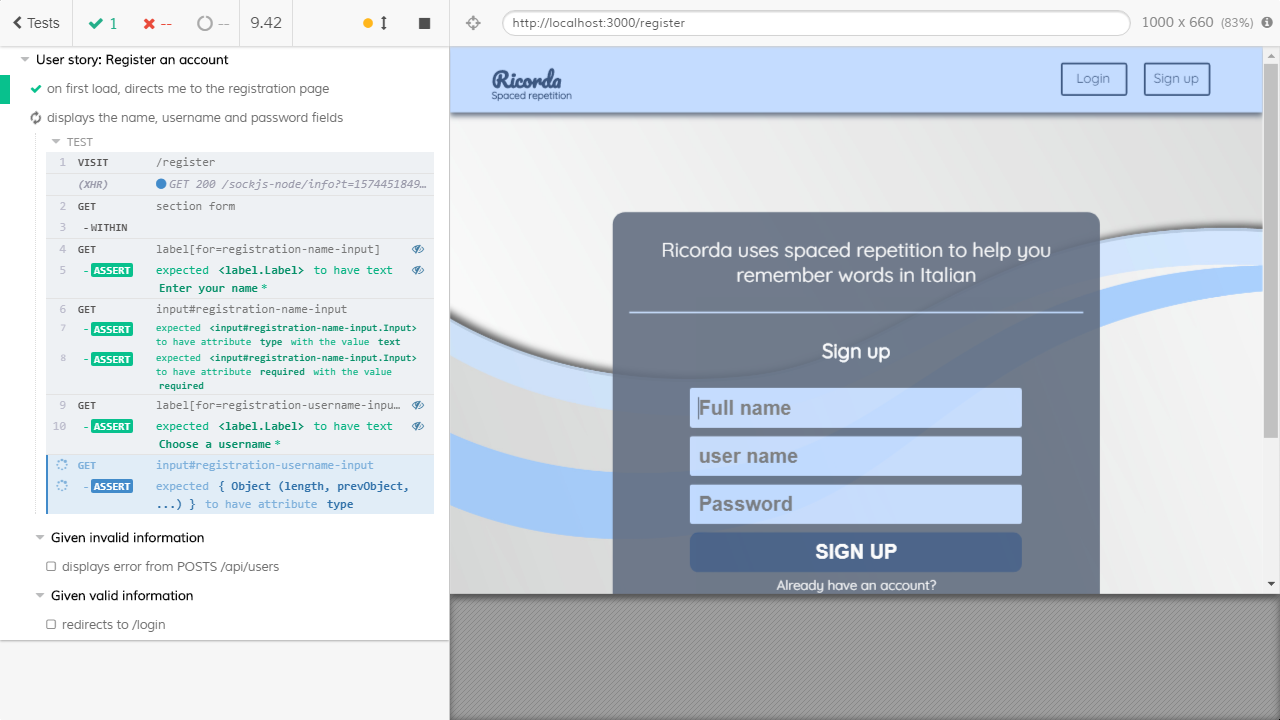 Tests
1
--
--
9.42
http://localhost:3000/register
1000 x 660 (83%)
User story: Register an account
on first load, directs me to the registration page
displays the name, username and password fields
TEST
1 VISIT /register
(XHR) GET 200 /sockjs-node/info?t=1574451849…
2 GET section form
3 -WITHIN
4 GET label[for=registration-name-input]
5 -ASSERT expected <label.Label> to have text
Enter your name *
6 GET input#registration-name-input
7 -ASSERT expected <input#registration-name-input.Input>
to have attribute type with the value text
8 -ASSERT expected <input#registration-name-input.Input>
to have attribute required with the value
required
9 GET label[for=registration-username-inpu…
10 -ASSERT expected <label.Label> to have text
Choose a username *
GET input#registration-username-input
-ASSERT expected { Object (length, prevObject,
...) } to have attribute type
Given invalid information
displays error from POSTS /api/users
Given valid information
redirects to /login
Ricorda
Spaced repetition
Login
Sign up
Ricorda uses spaced repetition to help you
remember words in Italian
Sign up
Full name
user name
Password
SIGN UP
Already have an account?